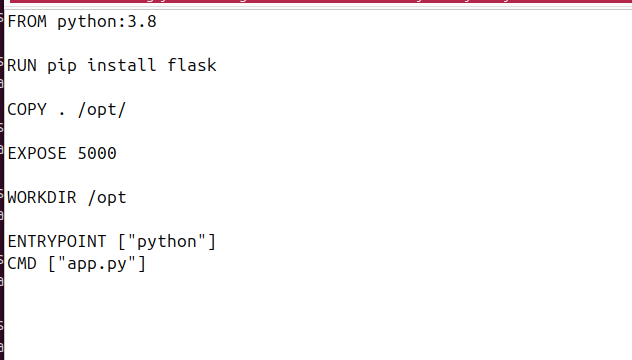 FROM python:3.8
RUN pip install flask
COPY . /opt/
EXPOSE 5000
WORKDIR /opt
ENTRYPOINT ["python"]
CMD ["app.py"]